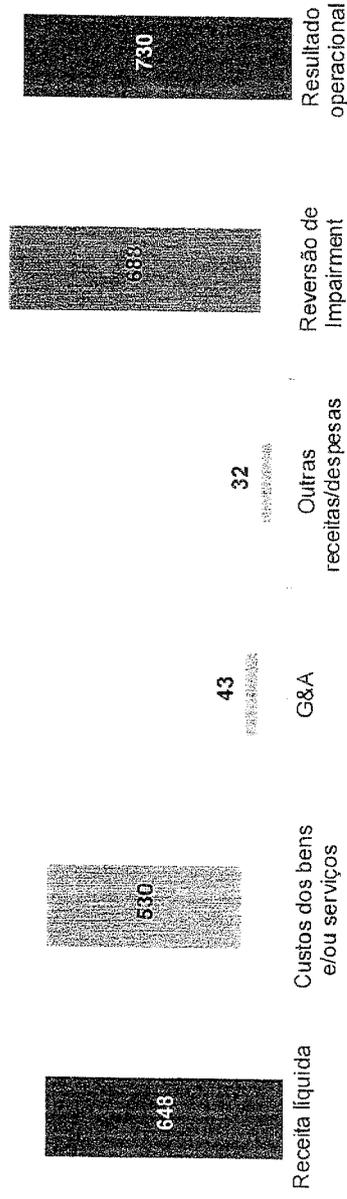 648
Receita líquida
530
Custos dos bens
e/ou serviços
43
G&A
32
Outras
receitas/despesas
688
Reversão de
Impairment
730
Resultado
operacional